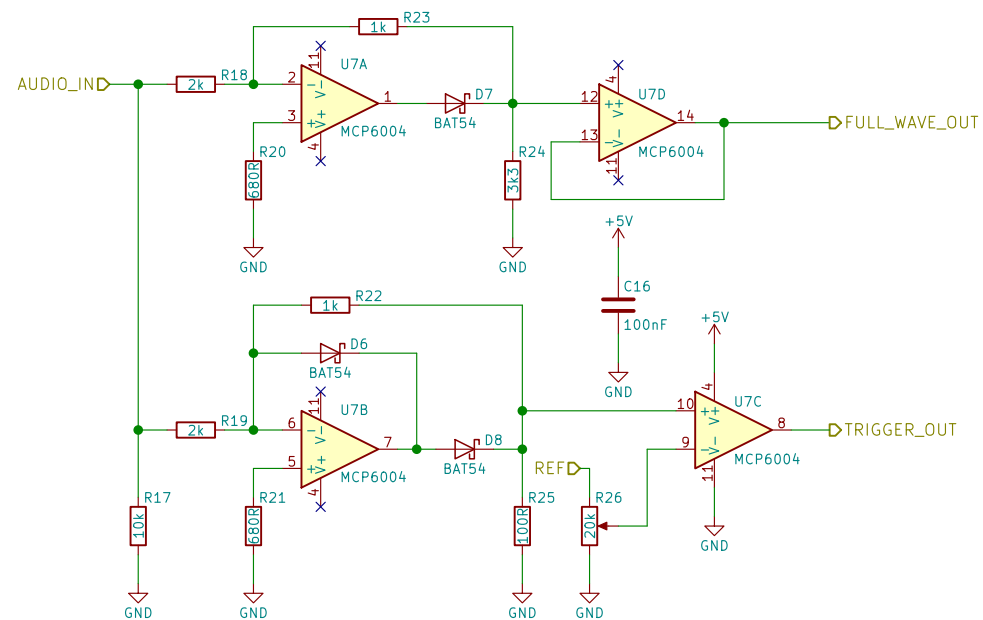 R23
1k
AUDIO_IN
R18
2k
2
3
11
V-
V+
4
U7A
1
MCP6004
D7
BAT54
12
13
4
V+
V-
11
U7D
14
MCP6004
FULL_WAVE_OUT
R20
680R
GND
R24
3k3
GND
+5V
C16
100nF
GND
R22
1k
D6
BAT54
R19
2k
6
5
11
V-
V+
4
U7B
7
MCP6004
D8
BAT54
+5V
10
9
4
V+
V-
11
U7C
8
MCP6004
TRIGGER_OUT
GND
REF
R17
10k
GND
R21
680R
GND
R25
100R
GND
R26
20k
GND